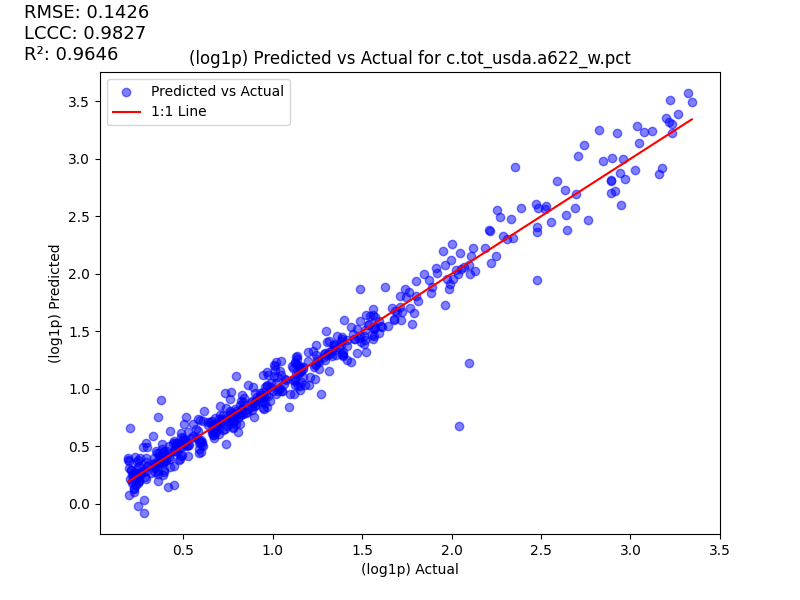 RMSE: 0.1426
LCCC: 0.9827
R²: 0.9646
(log1p) Predicted vs Actual for c.tot_usda.a622_w.pct
Predicted vs Actual
1:1 Line
3.5
3.0
2.5
2.0
1.5
1.0
0.5
0.0
(log1p) Predicted
0.5 1.0 1.5 2.0 2.5 3.0 3.5
(log1p) Actual